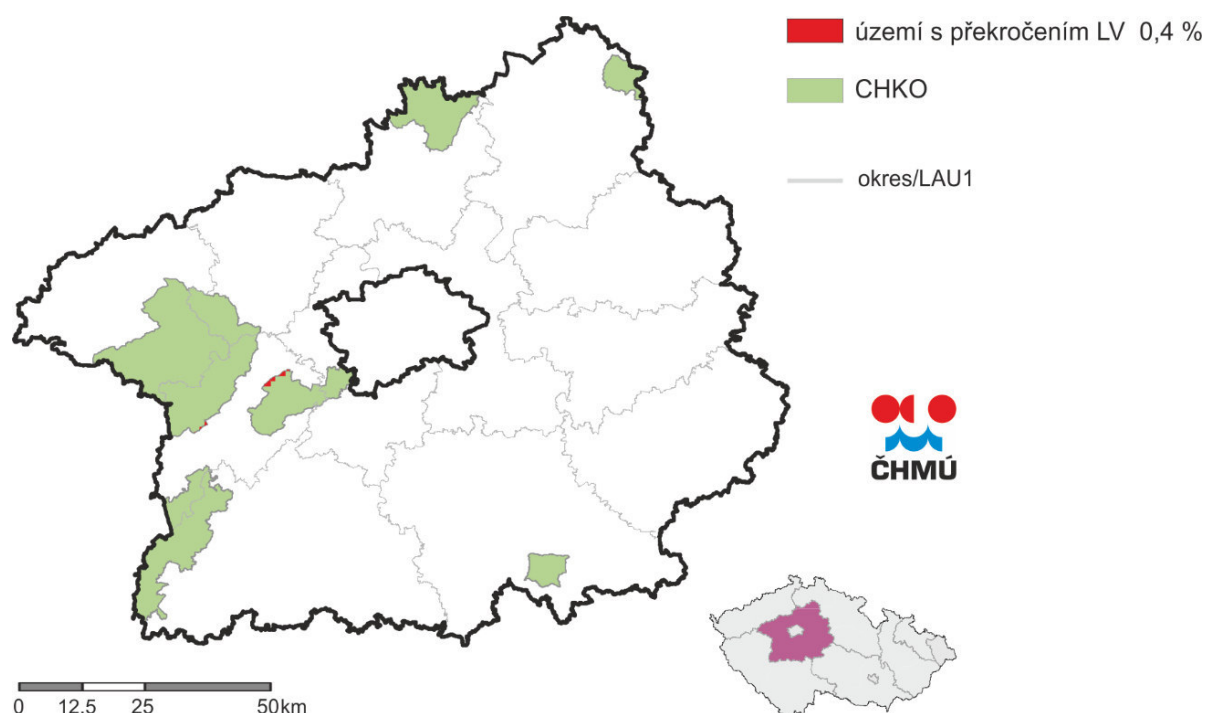 území s překročením LV 0,4 %
CHKO
okres/LAU1
ČHMÚ
0 12,5 25 50km